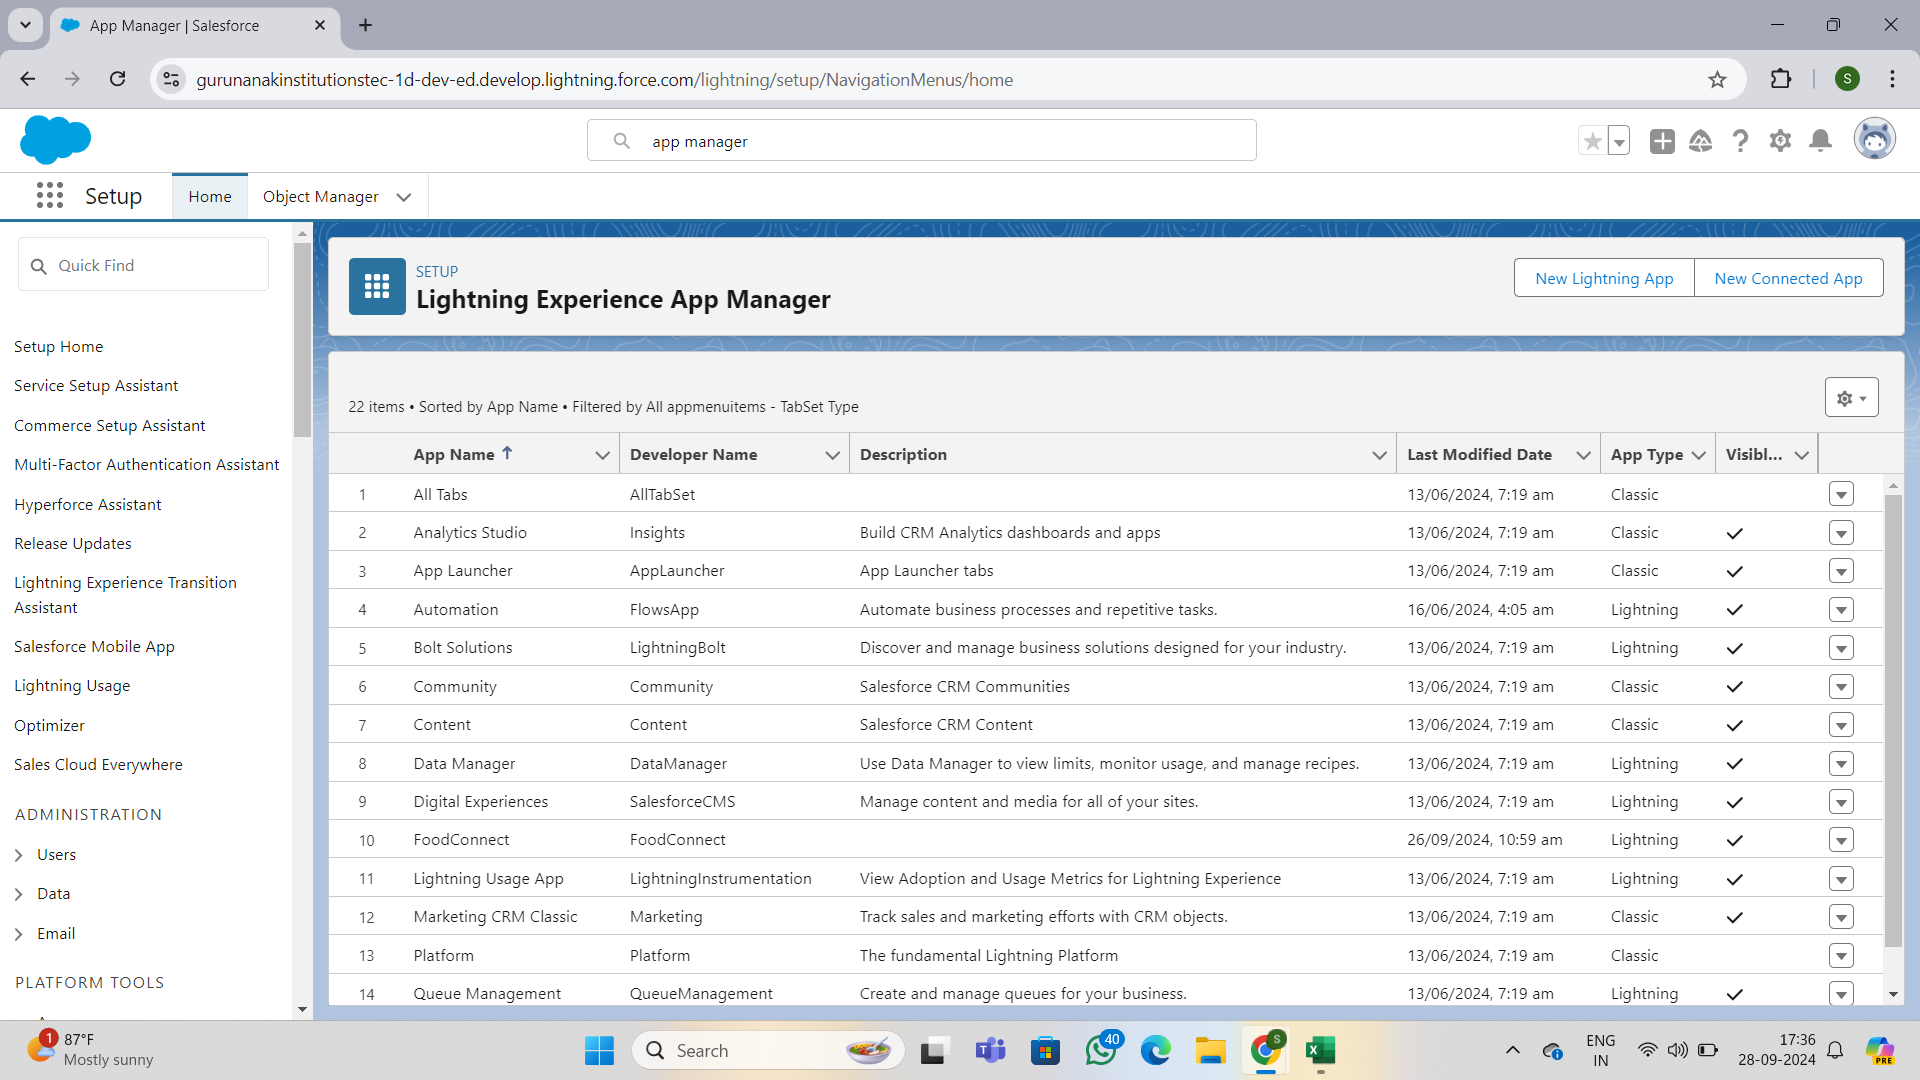 App Manager | Salesforce
gurunanakinstitutionstec-1d-dev-ed.develop.lightning.force.com/lightning/setup/NavigationMenus/home
S
app manager
Setup
Home
Object Manager
Quick Find
Setup Home
Service Setup Assistant
Commerce Setup Assistant
Multi-Factor Authentication Assistant
Hyperforce Assistant
Release Updates
Lightning Experience Transition
Assistant
Salesforce Mobile App
Lightning Usage
Optimizer
Sales Cloud Everywhere
ADMINISTRATION
Users
Data
Email
PLATFORM TOOLS
SETUP
Lightning Experience App Manager
New Lightning App
New Connected App
22 items • Sorted by App Name • Filtered by All appmenuitems - TabSet Type
App Name Developer Name Description Last Modified Date App Type Visibl...
1 All Tabs AllTabSet 13/06/2024, 7:19 am Classic
2 Analytics Studio Insights Build CRM Analytics dashboards and apps 13/06/2024, 7:19 am Classic
3 App Launcher AppLauncher App Launcher tabs 13/06/2024, 7:19 am Classic
4 Automation FlowsApp Automate business processes and repetitive tasks. 16/06/2024, 4:05 am Lightning
5 Bolt Solutions LightningBolt Discover and manage business solutions designed for your industry. 13/06/2024, 7:19 am Lightning
6 Community Community Salesforce CRM Communities 13/06/2024, 7:19 am Classic
7 Content Content Salesforce CRM Content 13/06/2024, 7:19 am Classic
8 Data Manager DataManager Use Data Manager to view limits, monitor usage, and manage recipes. 13/06/2024, 7:19 am Lightning
9 Digital Experiences SalesforceCMS Manage content and media for all of your sites. 13/06/2024, 7:19 am Lightning
10 FoodConnect FoodConnect 26/09/2024, 10:59 am Lightning
11 Lightning Usage App LightningInstrumentation View Adoption and Usage Metrics for Lightning Experience 13/06/2024, 7:19 am Lightning
12 Marketing CRM Classic Marketing Track sales and marketing efforts with CRM objects. 13/06/2024, 7:19 am Classic
13 Platform Platform The fundamental Lightning Platform 13/06/2024, 7:19 am Classic
14 Queue Management QueueManagement Create and manage queues for your business. 13/06/2024, 7:19 am Lightning
1
87°F
Mostly sunny
Search
40
S
ENG
IN
17:36
28-09-2024
PRE